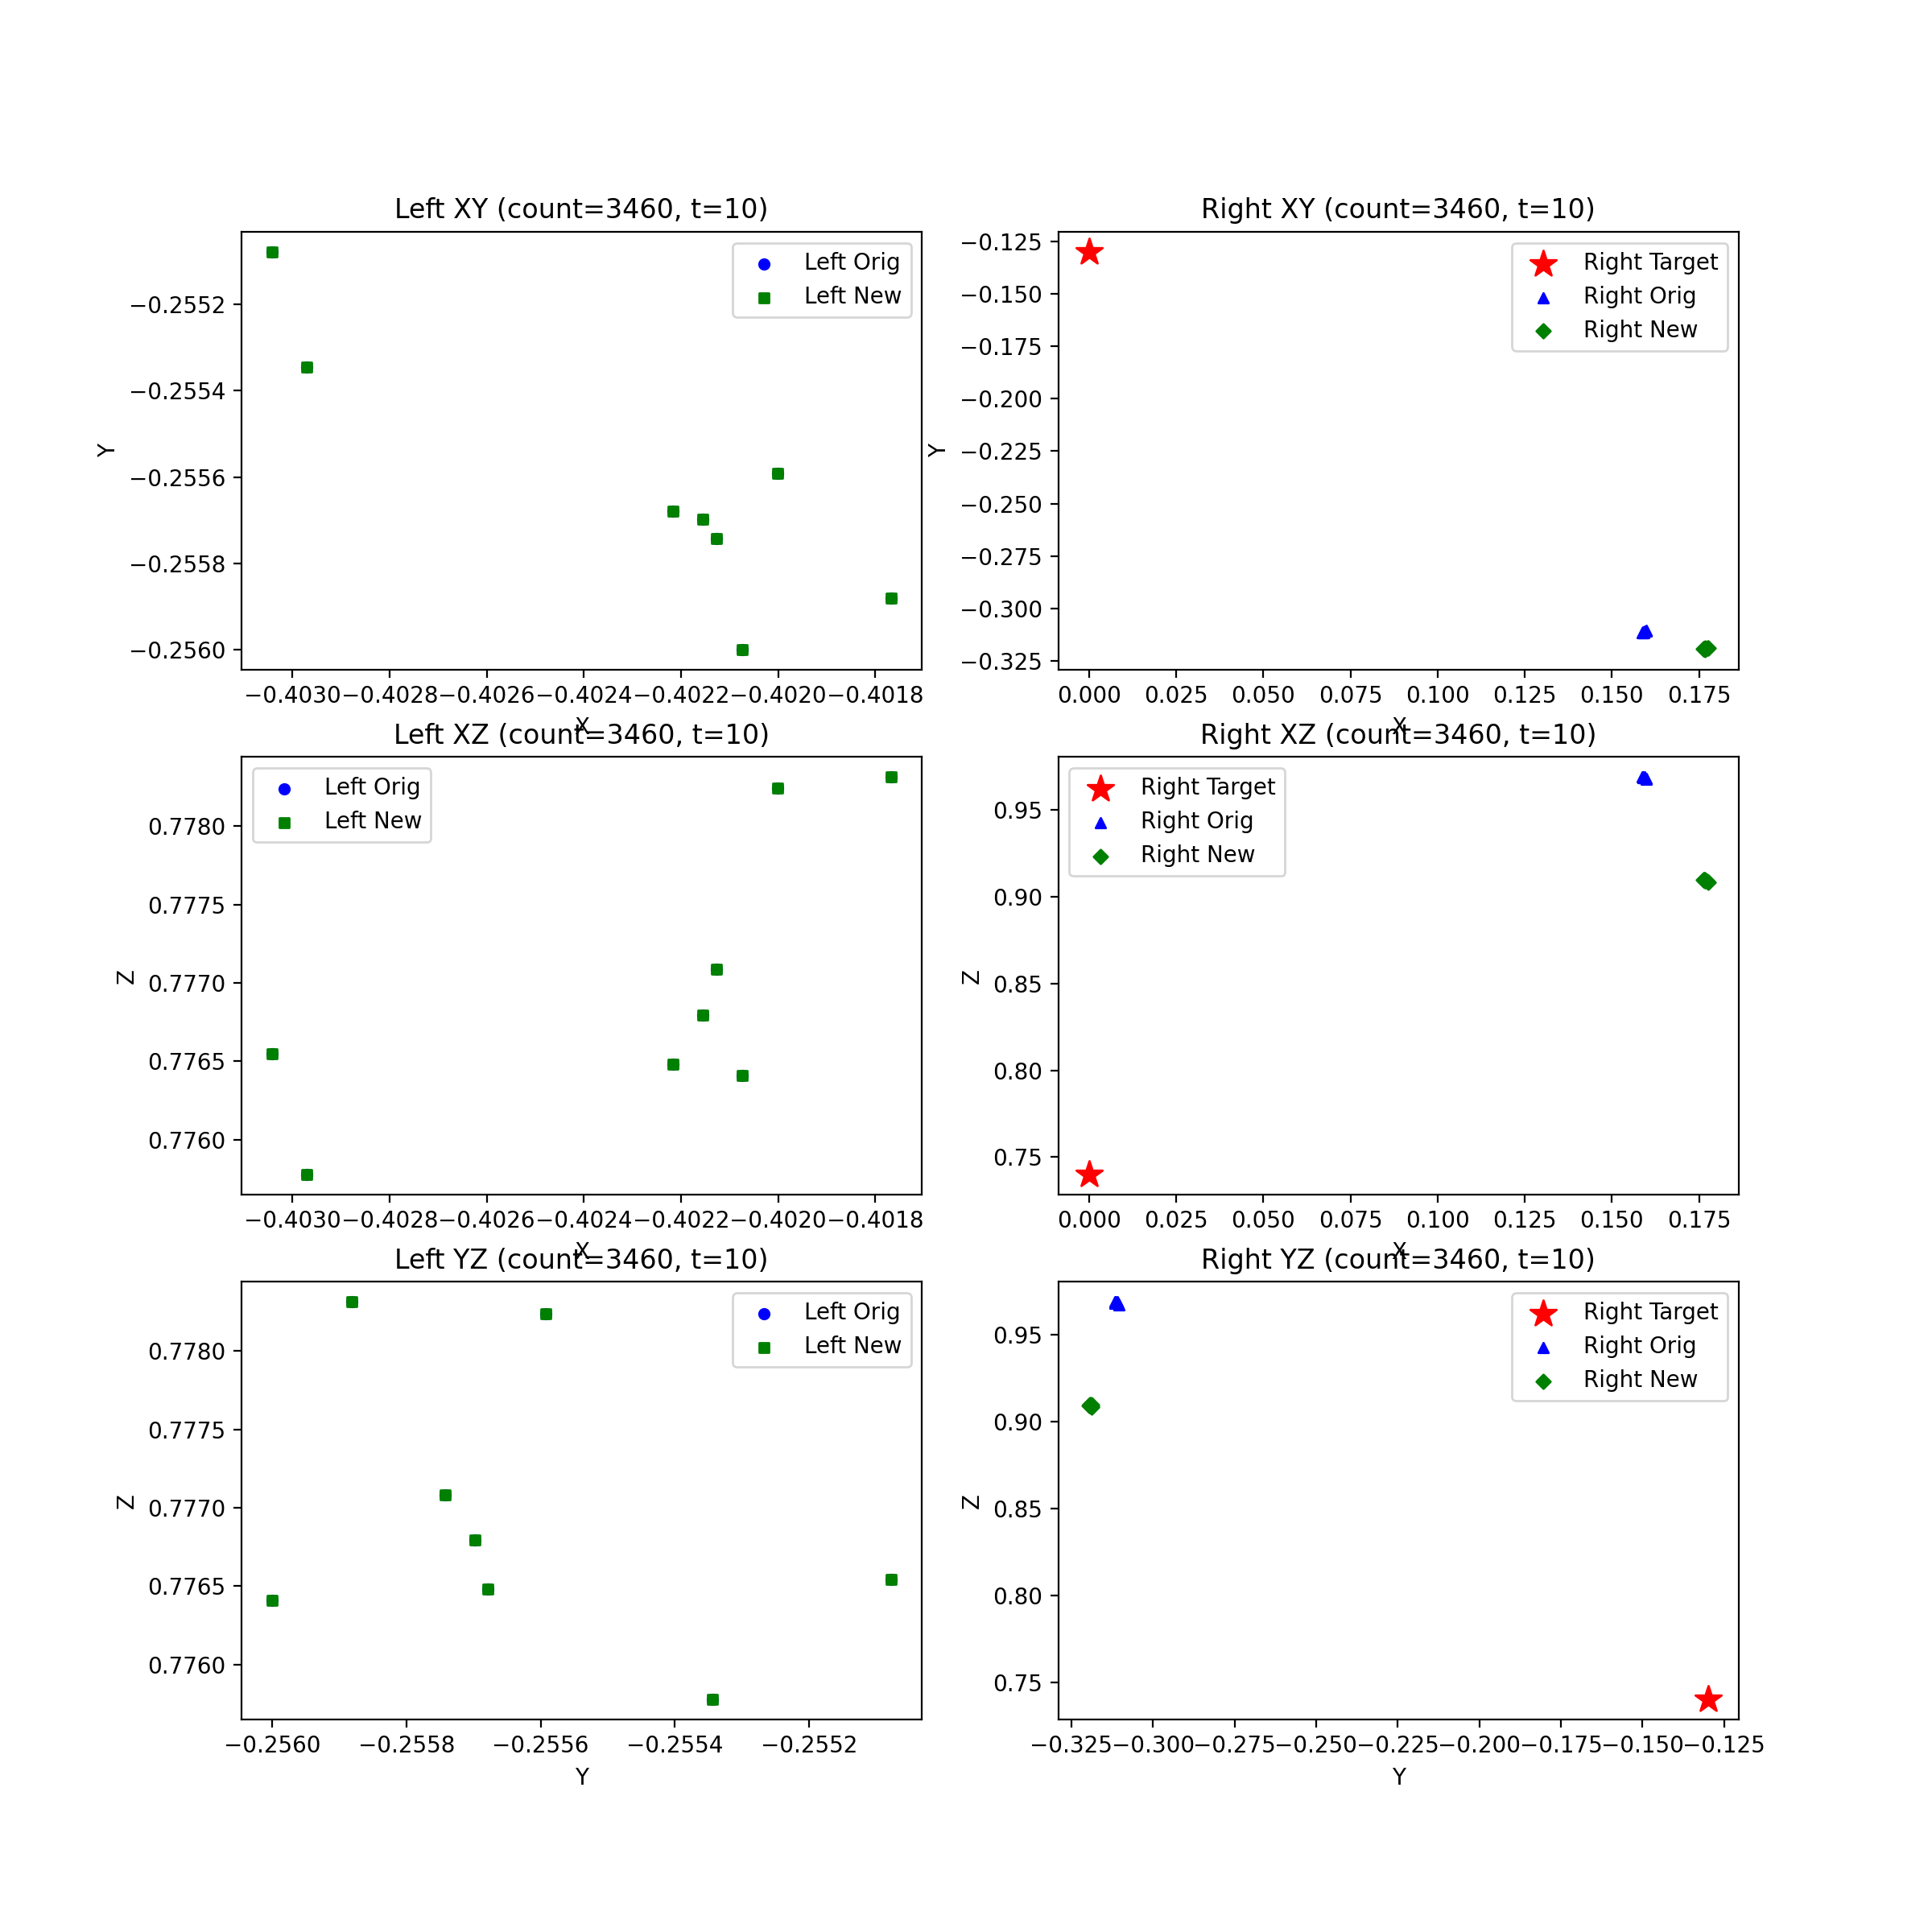 Left XY (count=3460, t=10)
Left Orig
Left New
−0.2552
−0.2554
−0.2556
−0.2558
−0.2560
Y
−0.4030 −0.4028 −0.4026 −0.4024 −0.4022 −0.4020 −0.4018
X
Right XY (count=3460, t=10)
Right Target
Right Orig
Right New
−0.125
−0.150
−0.175
−0.200
−0.225
−0.250
−0.275
−0.300
−0.325
Y
0.000 0.025 0.050 0.075 0.100 0.125 0.150 0.175
X
Left XZ (count=3460, t=10)
Left Orig
Left New
0.7780
0.7775
0.7770
0.7765
0.7760
Z
−0.4030 −0.4028 −0.4026 −0.4024 −0.4022 −0.4020 −0.4018
X
Right XZ (count=3460, t=10)
Right Target
Right Orig
Right New
0.95
0.90
0.85
0.80
0.75
Z
0.000 0.025 0.050 0.075 0.100 0.125 0.150 0.175
X
Left YZ (count=3460, t=10)
Left Orig
Left New
0.7780
0.7775
0.7770
0.7765
0.7760
Z
−0.2560 −0.2558 −0.2556 −0.2554 −0.2552
Y
Right YZ (count=3460, t=10)
Right Target
Right Orig
Right New
0.95
0.90
0.85
0.80
0.75
Z
−0.325 −0.300 −0.275 −0.250 −0.225 −0.200 −0.175 −0.150 −0.125
Y